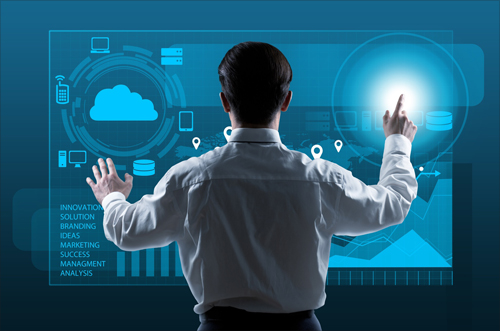 INNOVATION
SOLUTION
BRANDING
IDEAS
MARKETING
SUCCESS
MANAGMENT
ANALYSIS